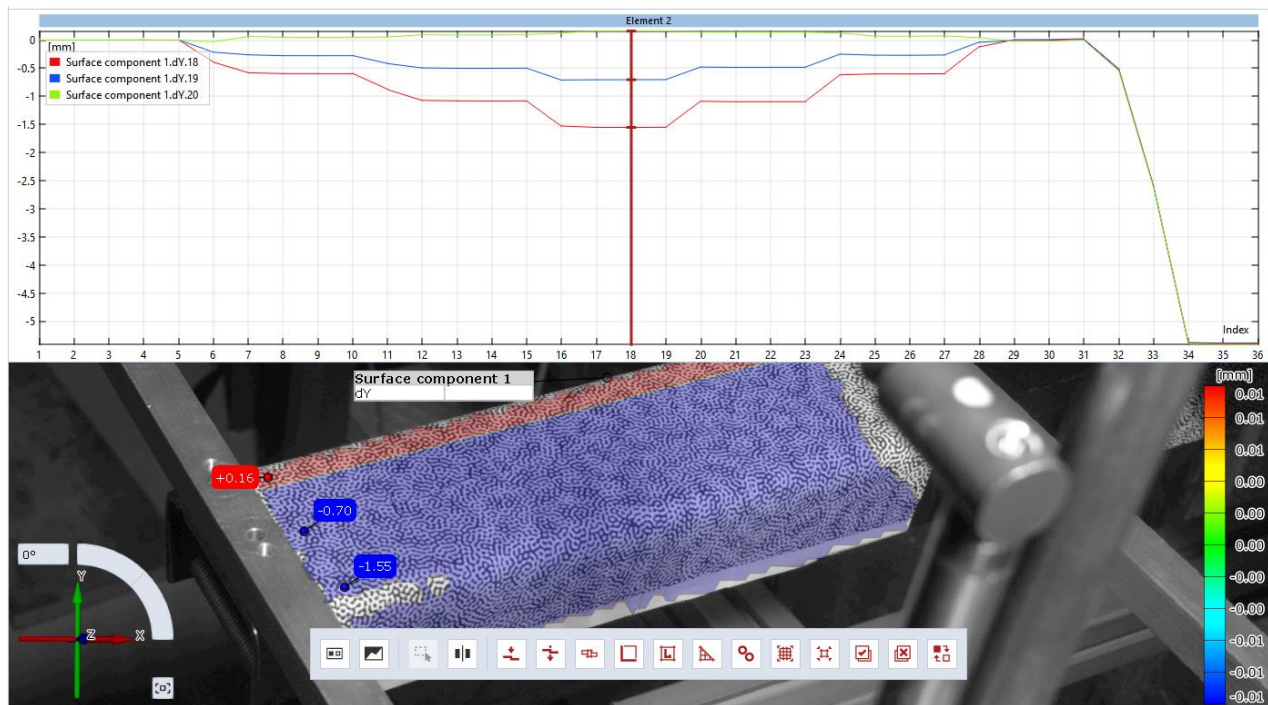 Element 2
[mm]
Surface component 1.dY.18
Surface component 1.dY.19
Surface component 1.dY.20
0
-0.5
-1
-1.5
-2
-2.5
-3
-3.5
-4
-4.5
-5
Index
1 2 3 4 5 6 7 8 9 10 11 12 13 14 15 16 17 18 19 20 21 22 23 24 25 26 27 28 29 30 31 32 33 34 35 36
Surface component 1
dY
[mm]
0.01
0.01
0.01
0.00
0.00
-0.00
-0.00
-0.01
-0.01
-0.01
+0.16
-0.70
-1.55
0°
Y
Z
X